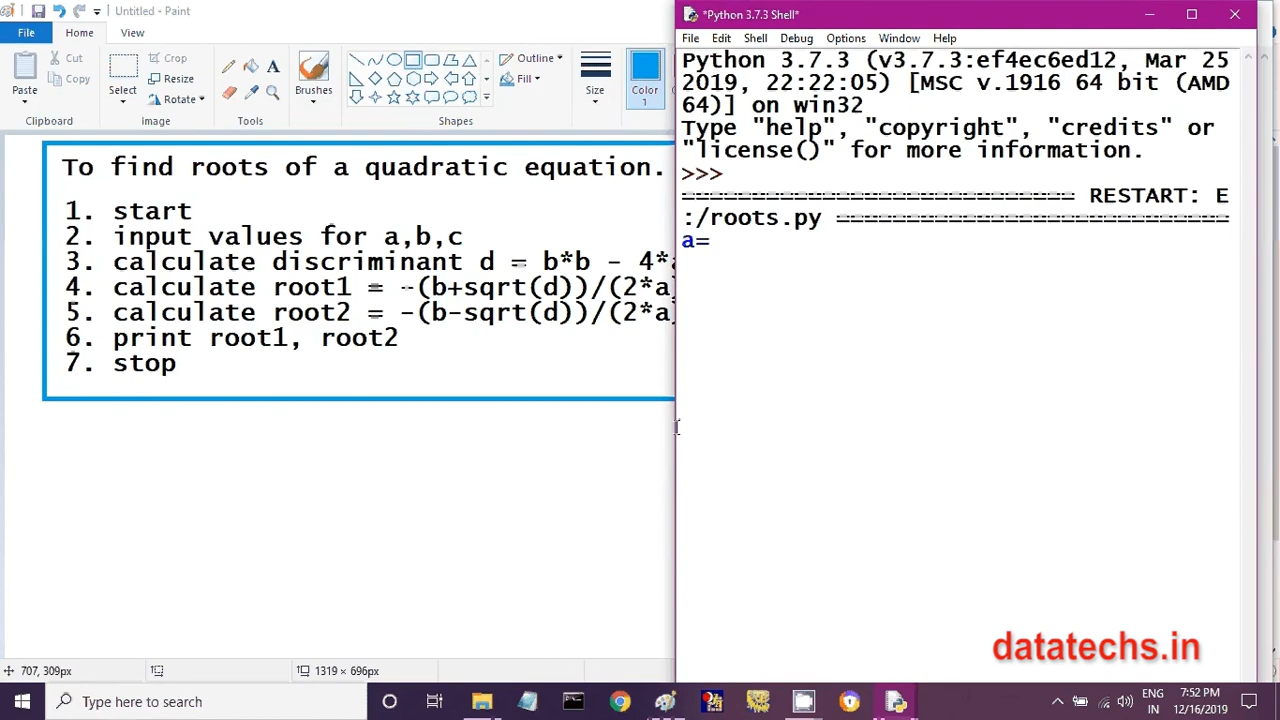 Untitled - Paint
File
Home
View
Paste
Cut
Copy
Clipboard
Select
Crop
Resize
Rotate
Image
A
Tools
Brushes
Outline
Fill
Shapes
Size
Color
1
To find roots of a quadratic equation.
1. start
2. input values for a,b,c
3. calculate discriminant d = b*b - 4*a
4. calculate root1 = -(b+sqrt(d))/(2*a)
5. calculate root2 = -(b-sqrt(d))/(2*a)
6. print root1, root2
7. stop
707, 309px
1319 × 696px
*Python 3.7.3 Shell*
File Edit Shell Debug Options Window Help
Python 3.7.3 (v3.7.3:ef4ec6ed12, Mar 25
2019, 22:22:05) [MSC v.1916 64 bit (AMD
64)] on win32
Type "help", "copyright", "credits" or
"license()" for more information.
>>>
============================ RESTART: E
:/roots.py ============================
a=
datatechs.in
Type here to search
ENG
IN
7:52 PM
12/16/2019